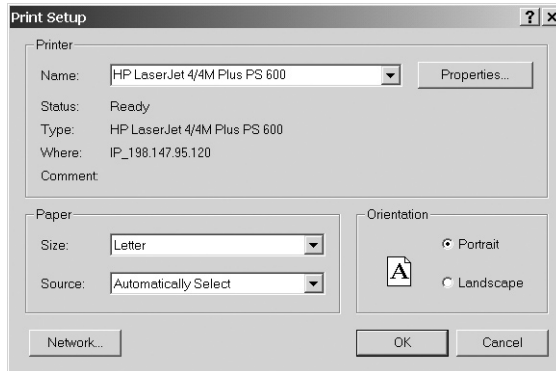 Print Setup
Printer
Name: HP LaserJet 4/4M Plus PS 600 Properties...
Status: Ready
Type: HP LaserJet 4/4M Plus PS 600
Where: IP_198.147.95.120
Comment:
Paper
Size: Letter
Source: Automatically Select
Orientation
A
Portrait
Landscape
Network... OK Cancel